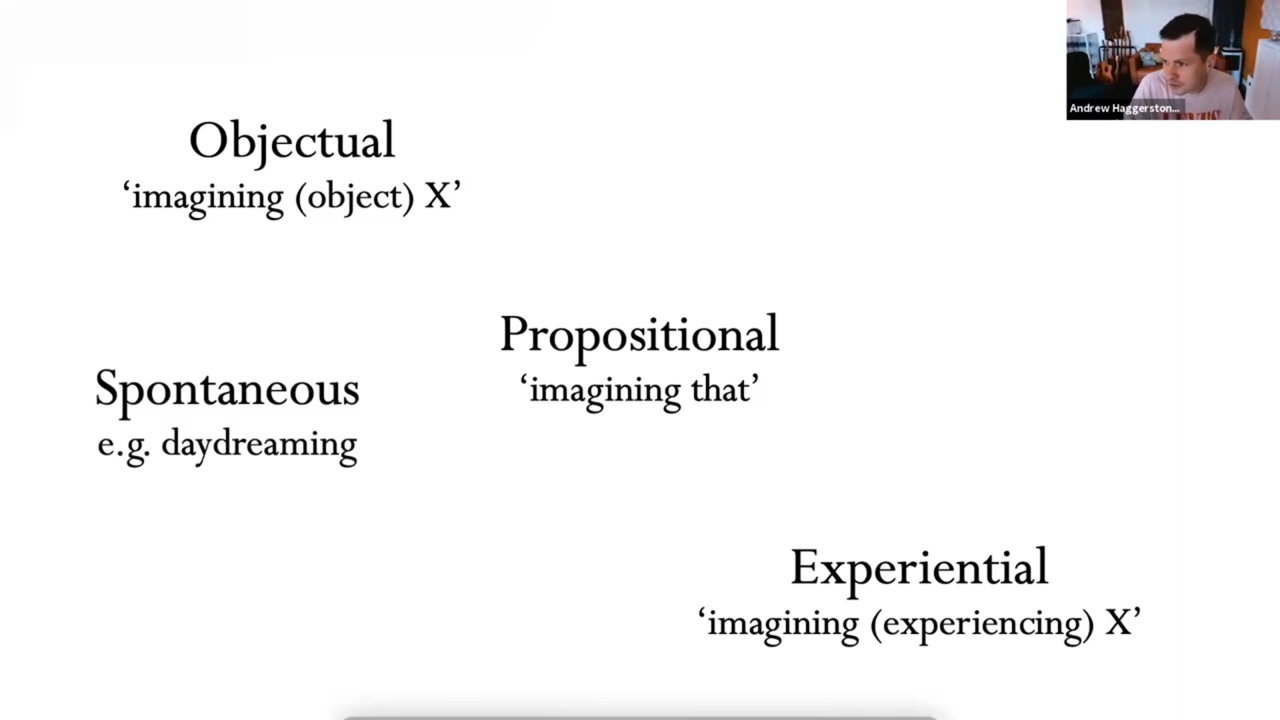 Andrew Haggerston...
Objectual
‘imagining (object) X’
Propositional
‘imagining that’
Spontaneous
e.g. daydreaming
Experiential
‘imagining (experiencing) X’